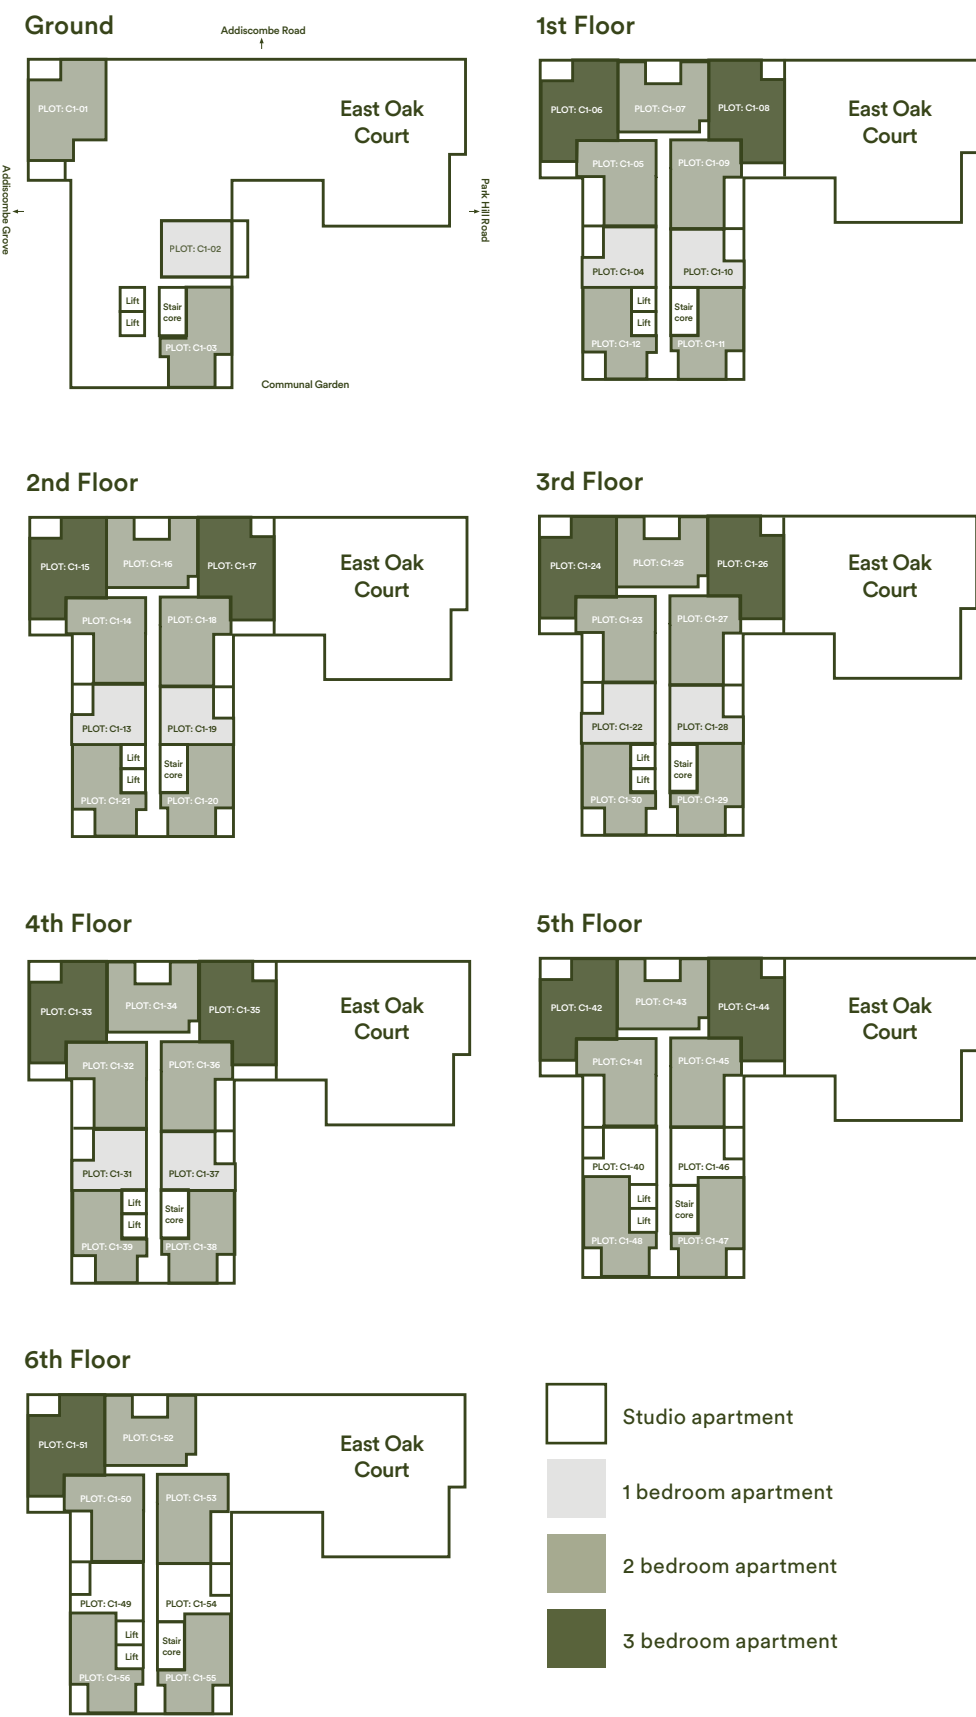 Ground
Addiscombe Road
PLOT: C1-01
East Oak
Court
Addiscombe Grove
Park Hill Road
PLOT: C1-02
Lift
Lift
Stair
core
PLOT: C1-03
Communal Garden
1st Floor
PLOT: C1-06
PLOT: C1-07
PLOT: C1-08
East Oak
Court
PLOT: C1-05
PLOT: C1-09
PLOT: C1-04
PLOT: C1-10
Lift
Lift
Stair
core
PLOT: C1-12
PLOT: C1-11
2nd Floor
PLOT: C1-15
PLOT: C1-16
PLOT: C1-17
East Oak
Court
PLOT: C1-14
PLOT: C1-18
PLOT: C1-13
PLOT: C1-19
Lift
Lift
Stair
core
PLOT: C1-21
PLOT: C1-20
3rd Floor
PLOT: C1-24
PLOT: C1-25
PLOT: C1-26
East Oak
Court
PLOT: C1-23
PLOT: C1-27
PLOT: C1-22
PLOT: C1-28
Lift
Lift
Stair
core
PLOT: C1-30
PLOT: C1-29
4th Floor
PLOT: C1-33
PLOT: C1-34
PLOT: C1-35
East Oak
Court
PLOT: C1-32
PLOT: C1-36
PLOT: C1-31
PLOT: C1-37
Lift
Lift
Stair
core
PLOT: C1-39
PLOT: C1-38
5th Floor
PLOT: C1-42
PLOT: C1-43
PLOT: C1-44
East Oak
Court
PLOT: C1-41
PLOT: C1-45
PLOT: C1-40
PLOT: C1-46
Lift
Lift
Stair
core
PLOT: C1-48
PLOT: C1-47
6th Floor
PLOT: C1-51
PLOT: C1-52
East Oak
Court
PLOT: C1-50
PLOT: C1-53
PLOT: C1-49
PLOT: C1-54
Lift
Lift
Stair
core
PLOT: C1-56
PLOT: C1-55
Studio apartment
1 bedroom apartment
2 bedroom apartment
3 bedroom apartment